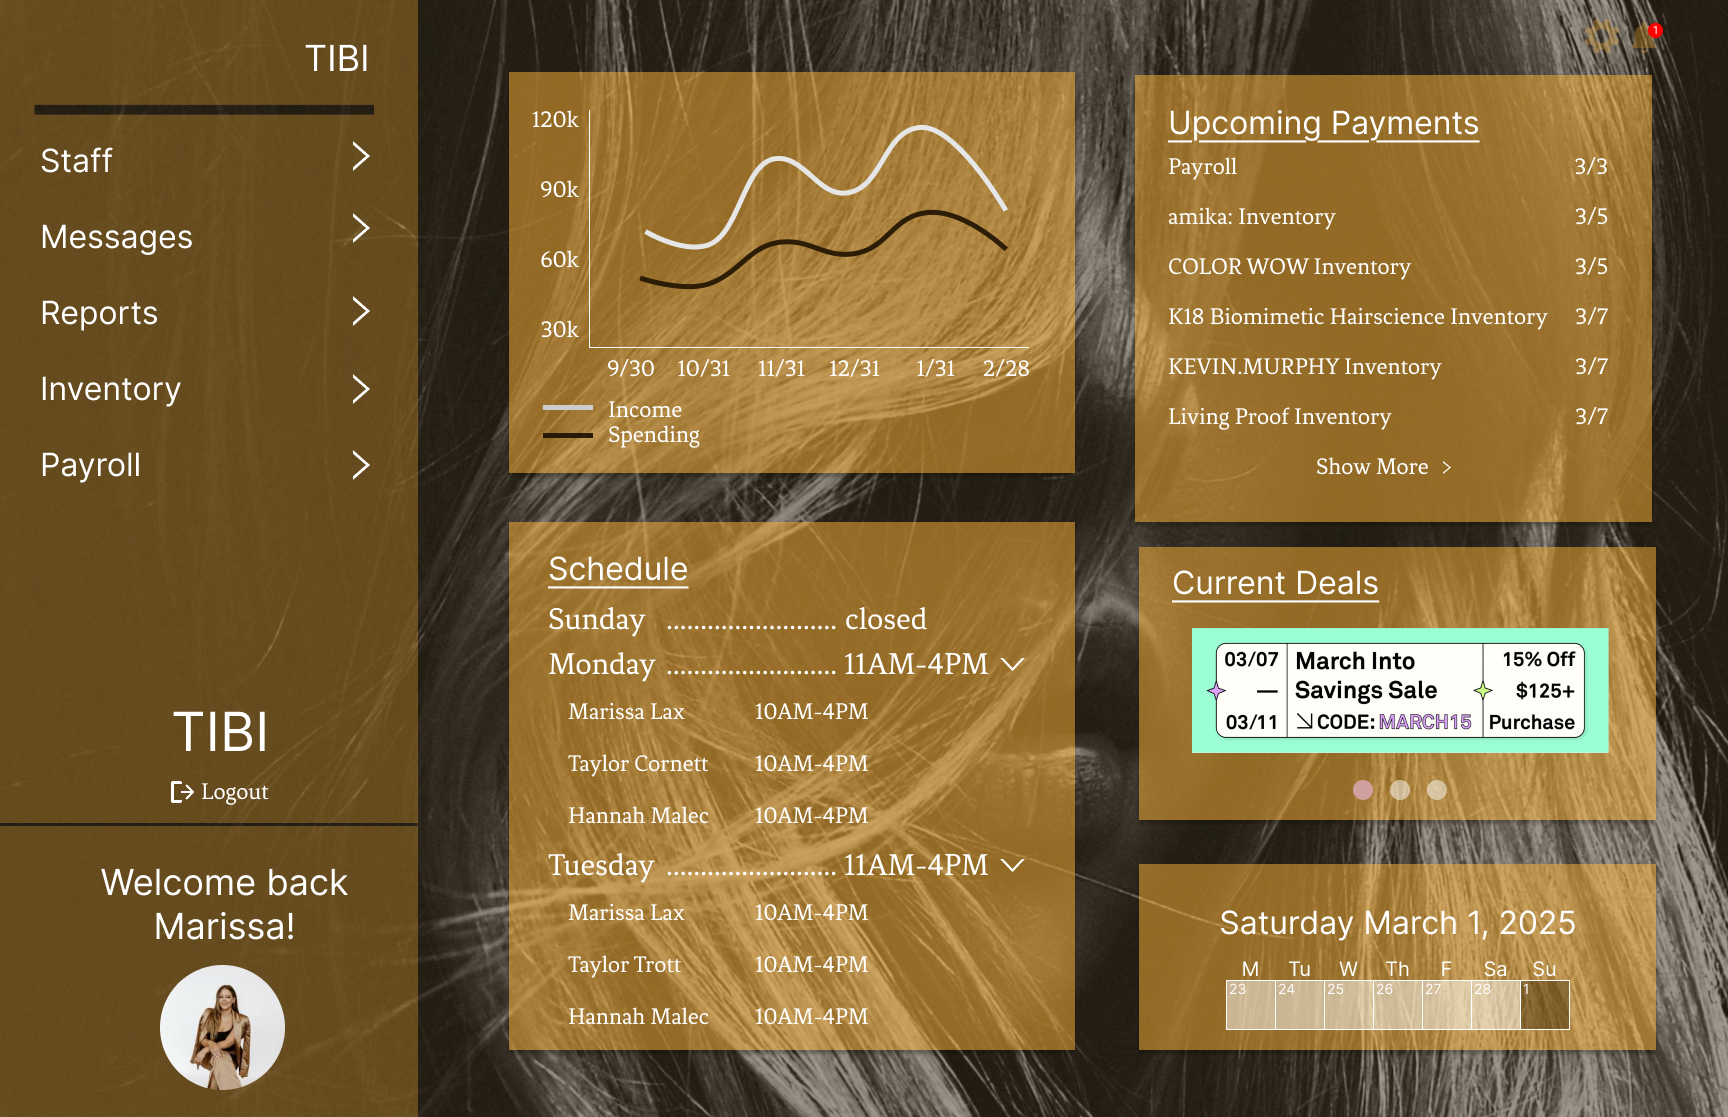 TIBI
Staff
Messages
Reports
Inventory
Payroll
TIBI
Logout
Welcome back
Marissa!
120k
90k
60k
30k
9/30 10/31 11/31 12/31 1/31 2/28
Income
Spending
Schedule
Sunday ......................... closed
Monday ......................... 11AM-4PM
Marissa Lax 10AM-4PM
Taylor Cornett 10AM-4PM
Hannah Malec 10AM-4PM
Tuesday ......................... 11AM-4PM
Marissa Lax 10AM-4PM
Taylor Trott 10AM-4PM
Hannah Malec 10AM-4PM
1
Upcoming Payments
Payroll 3/3
amika: Inventory 3/5
COLOR WOW Inventory 3/5
K18 Biomimetic Hairscience Inventory 3/7
KEVIN.MURPHY Inventory 3/7
Living Proof Inventory 3/7
Show More >
Current Deals
03/07 March Into 15% Off
— Savings Sale $125+
03/11 CODE: MARCH15 Purchase
Saturday March 1, 2025
M Tu W Th F Sa Su
23 24 25 26 27 28 1